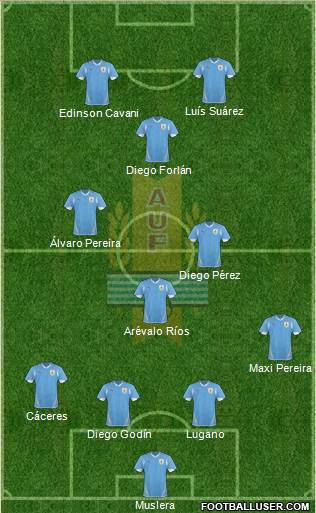 Edinson Cavani
Luís Suárez
Diego Forlán
AUF
Álvaro Pereira
Diego Pérez
Arévalo Ríos
Maxi Pereira
Cáceres
Diego Godín
Lugano
Muslera
FOOTBALLUSER.COM